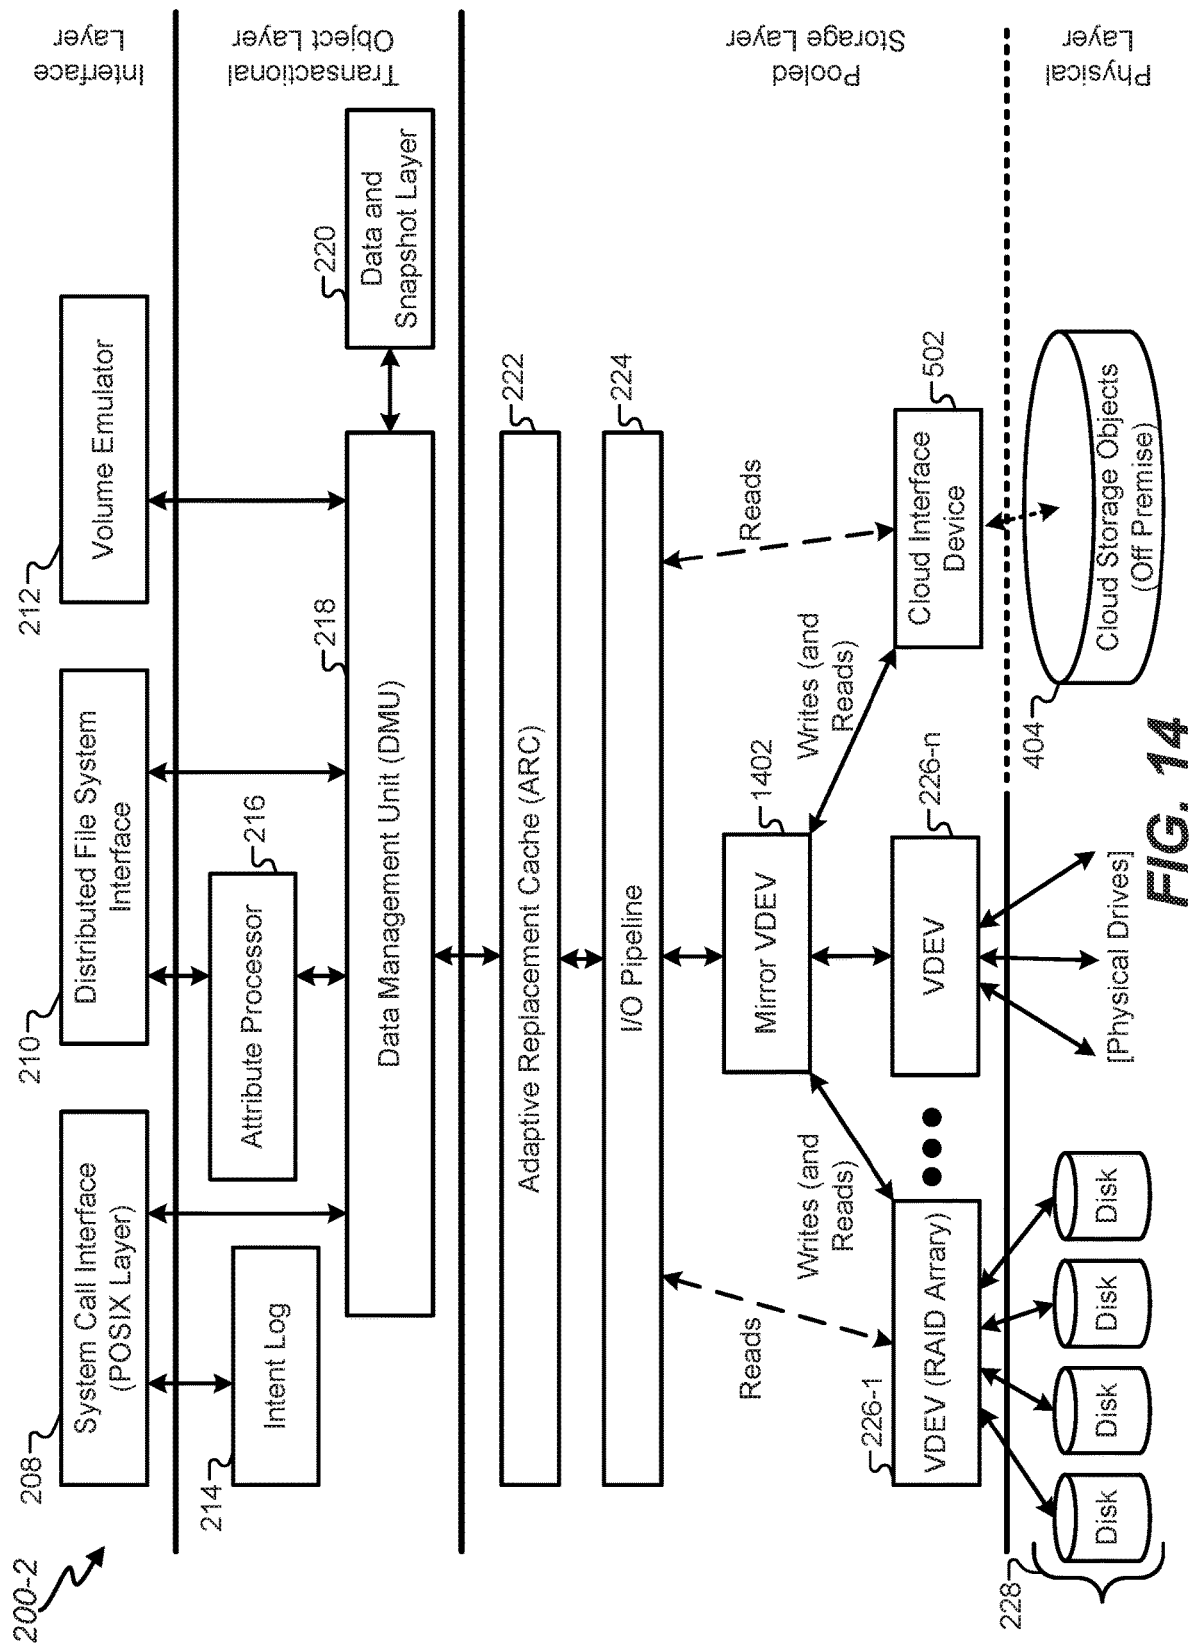 200-2
208
System Call Interface
(POSIX Layer)
210
Distributed File System
Interface
212
Volume Emulator
Interface
Layer
214
Intent Log
Attribute Processor
216
218
Data Management Unit (DMU)
220
Data and
Snapshot Layer
Transactional
Object Layer
Adaptive Replacement Cache (ARC)
222
I/O Pipeline
224
Reads
Writes (and
Reads)
Mirror VDEV
1402
Writes (and
Reads)
Reads
226-1
VDEV (RAID Arrary)
VDEV
226-n
Cloud Interface
Device
502
Pooled
Storage Layer
228
Disk
Disk
Disk
Disk
[Physical Drives]
404
Cloud Storage Objects
(Off Premise)
Physical
Layer
FIG. 14